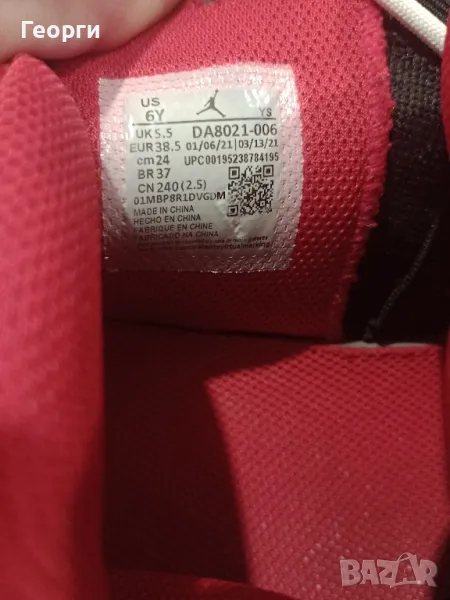 Георги
US
6Y
YS
UK 5.5 DA8021-006
EUR 38.5 01/06/21 | 03/13/21
cm 24 UPC 00195238784195
BR 37
CN 240 (2.5)
01MBP8R1DVGDM
MADE IN CHINA
HECHO EN CHINA
FABRIQUE EN CHINE
FABRICADO NA CHINA
BAZAR